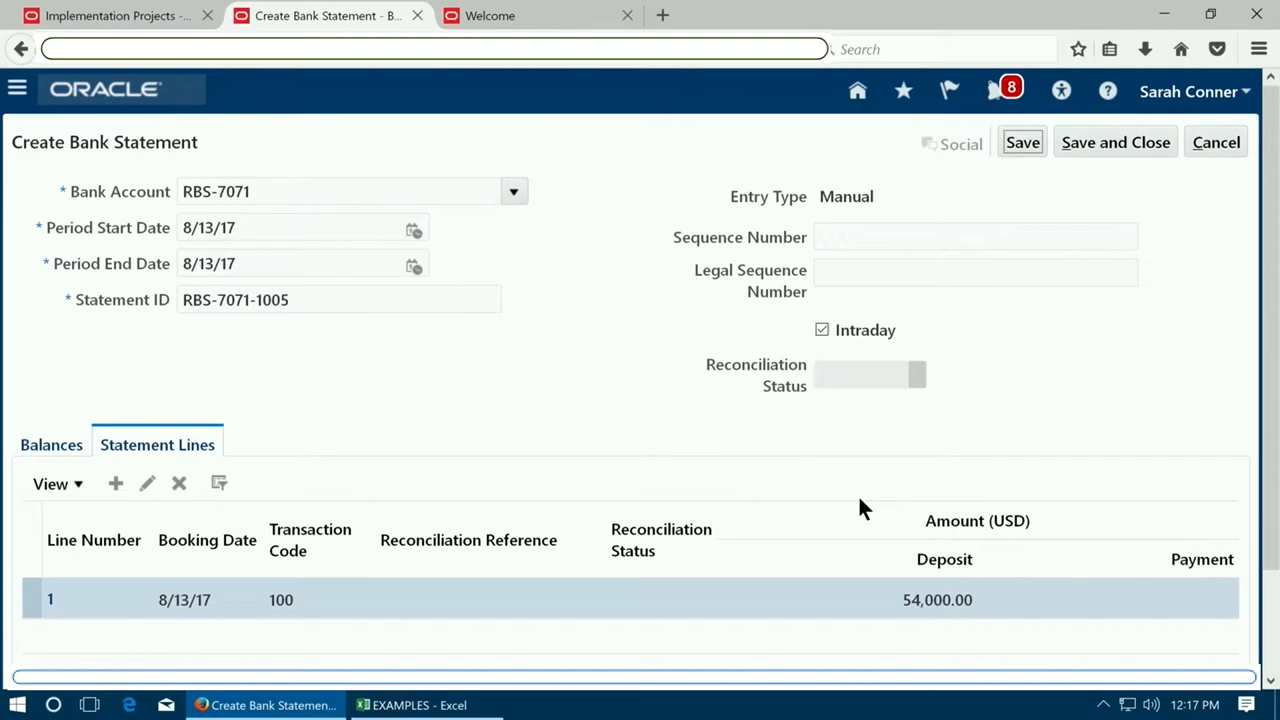 Implementation Projects -...
Create Bank Statement - B...
Welcome
Search
ORACLE
8
Sarah Conner
Create Bank Statement
Social
Save
Save and Close
Cancel
* Bank Account RBS-7071
* Period Start Date 8/13/17
* Period End Date 8/13/17
* Statement ID RBS-7071-1005
Entry Type Manual
Sequence Number
Legal Sequence
Number
Intraday
Reconciliation
Status
Balances
Statement Lines
View
Amount (USD)
Line Number
Booking Date
Transaction
Code
Reconciliation Reference
Reconciliation
Status
Deposit
Payment
1 8/13/17 100 54,000.00
Create Bank Statemen...
EXAMPLES - Excel
12:17 PM